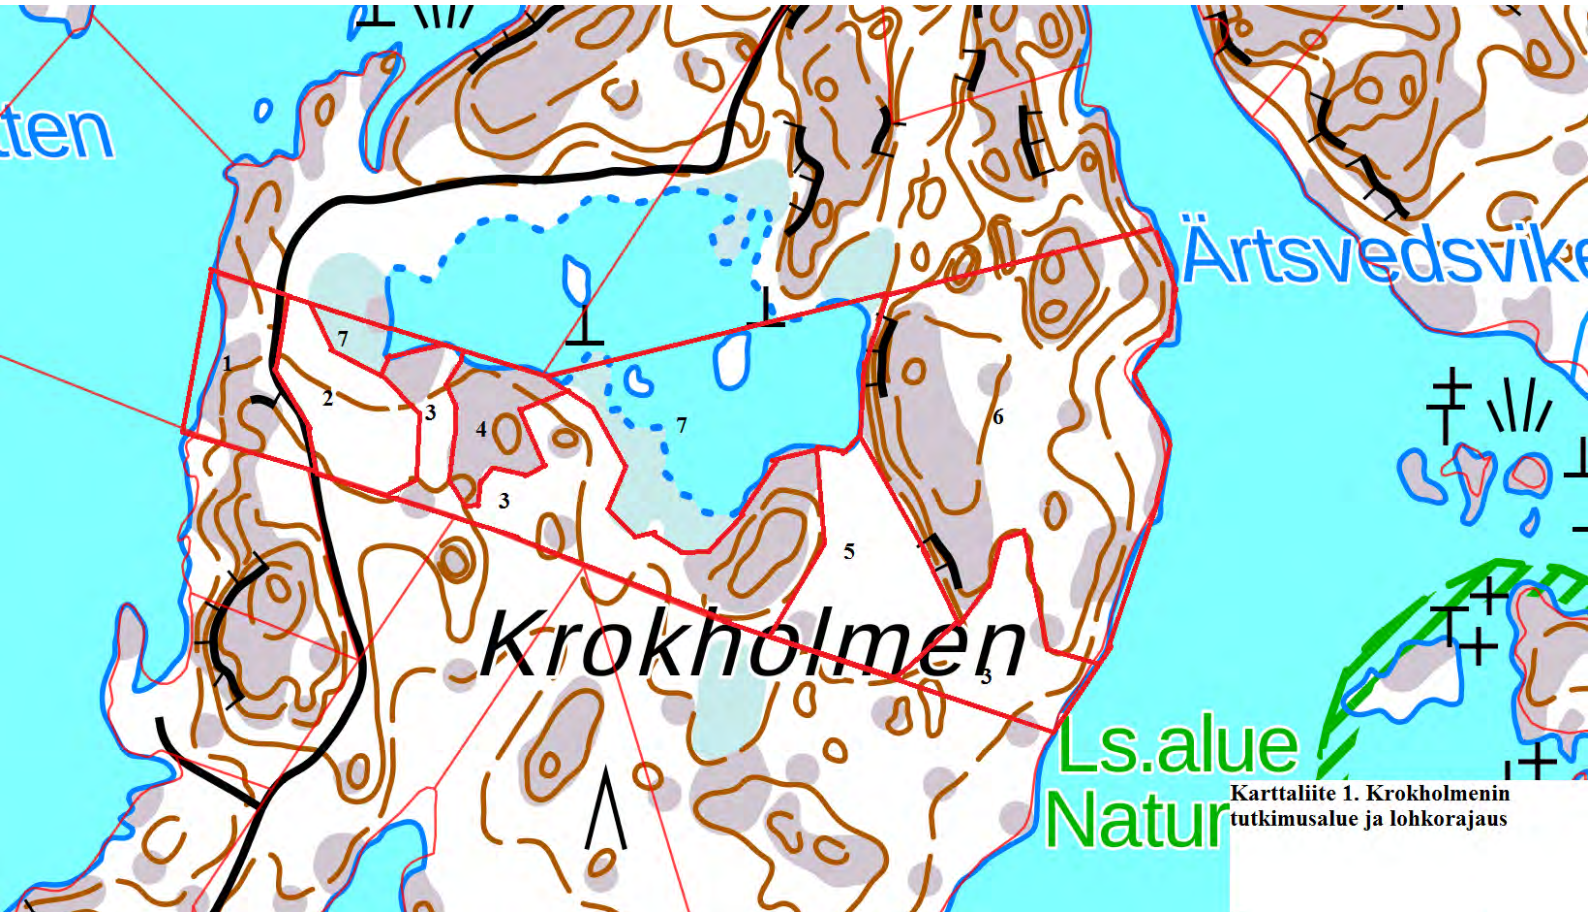 tten
Ärtsvedsvike
1
7
2
3
4
7
6
3
5
Krokholmen
3
Ls.alue
Natur
Karttaliite 1. Krokholmenin
tutkimusalue ja lohkorajaus